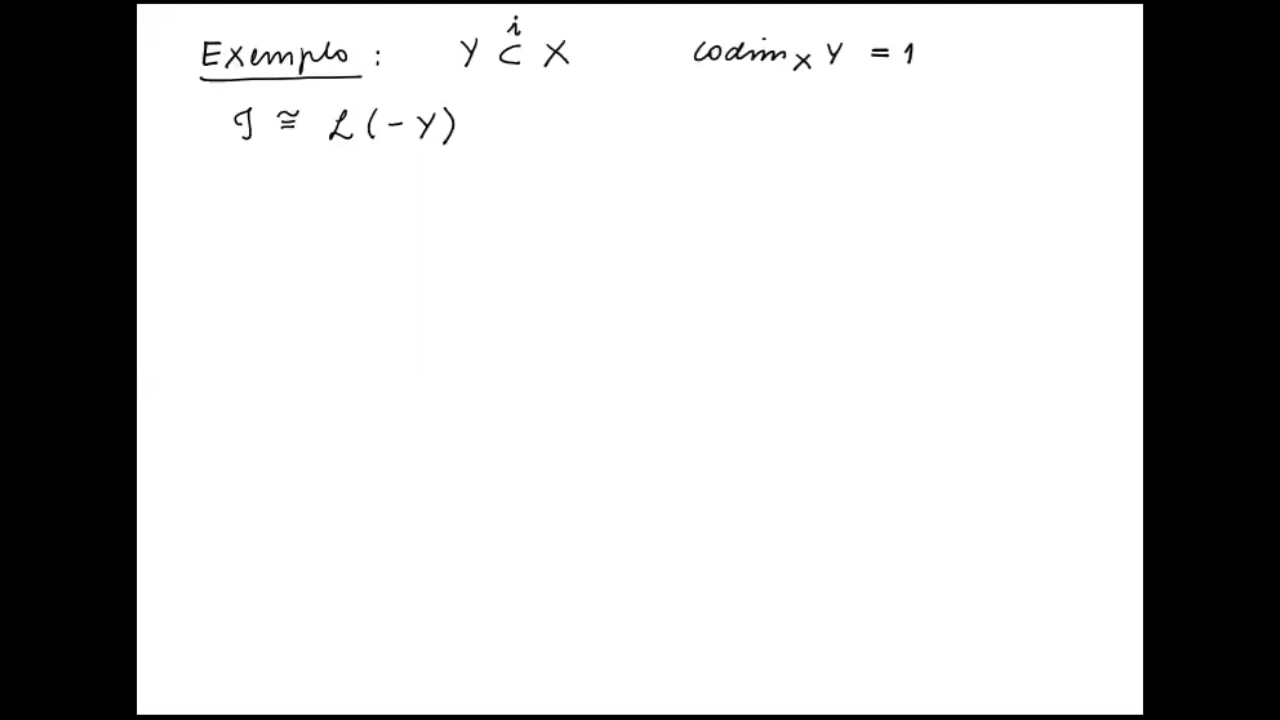 Exemplo : Y i ⊂ X codim_X Y = 1
ℐ ≅ ℒ(-Y)